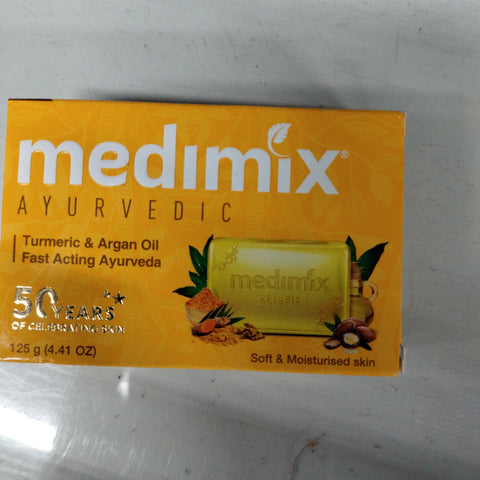 medimix®
AYURVEDIC
Turmeric & Argan Oil
Fast Acting Ayurveda
50 YEARS**
OF CELEBRATING SKIN
125 g (4.41 OZ)
medimix
SkinFit
Soft & Moisturised skin